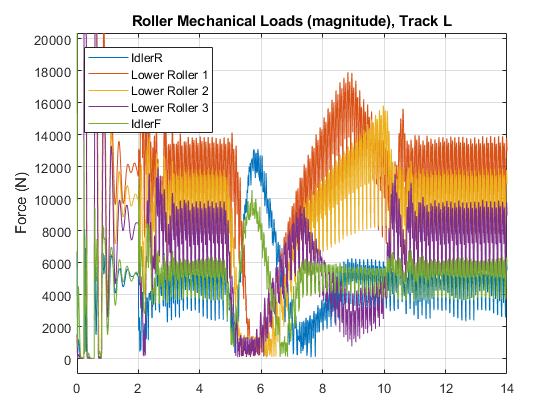 Roller Mechanical Loads (magnitude), Track L
20000
18000
16000
14000
12000
10000
8000
6000
4000
2000
0
Force (N)
IdlerR
Lower Roller 1
Lower Roller 2
Lower Roller 3
IdlerF
0 2 4 6 8 10 12 14